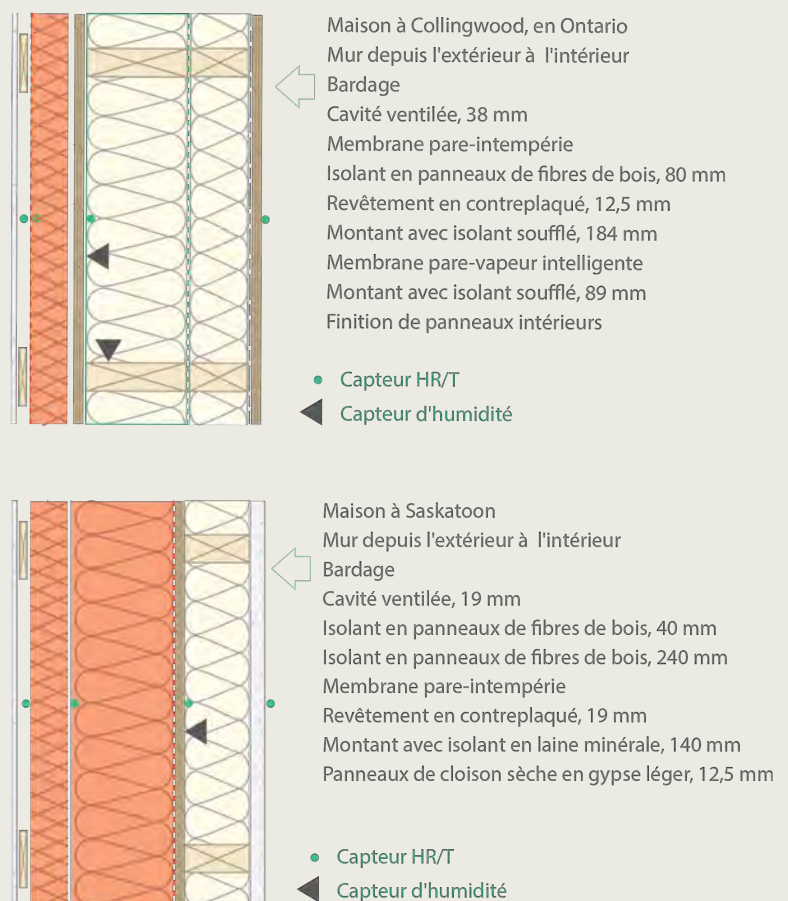 Maison à Collingwood, en Ontario
Mur depuis l'extérieur à l'intérieur
Bardage
Cavité ventilée, 38 mm
Membrane pare-intempérie
Isolant en panneaux de fibres de bois, 80 mm
Revêtement en contreplaqué, 12,5 mm
Montant avec isolant soufflé, 184 mm
Membrane pare-vapeur intelligente
Montant avec isolant soufflé, 89 mm
Finition de panneaux intérieurs
Capteur HR/T
Capteur d'humidité
Maison à Saskatoon
Mur depuis l'extérieur à l'intérieur
Bardage
Cavité ventilée, 19 mm
Isolant en panneaux de fibres de bois, 40 mm
Isolant en panneaux de fibres de bois, 240 mm
Membrane pare-intempérie
Revêtement en contreplaqué, 19 mm
Montant avec isolant en laine minérale, 140 mm
Panneaux de cloison sèche en gypse léger, 12,5 mm
Capteur HR/T
Capteur d'humidité